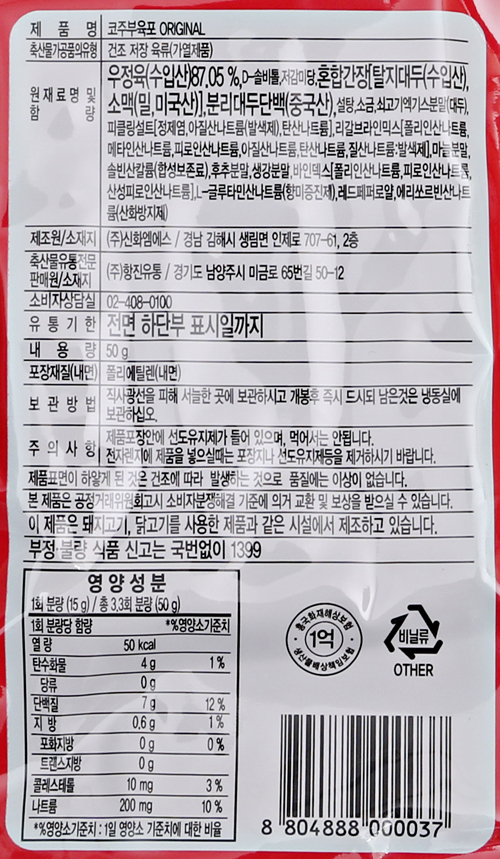 제 품 명 코주부육포 ORIGINAL
축산물가공품의유형 건조 저장 육류(가열제품)
원재료명 및 함량 우정육(수입산)87.05 %,D-솔비톨,저감미당,혼합간장[탈지대두(수입산),
소맥(밀,미국산)],분리대두단백(중국산),설탕,소금,쇠고기엑기스분말(대두),
피클링설트[정제염,아질산나트륨(발색제),탄산나트륨],리갈브라인믹스[폴리인산나트륨,
메타인산나트륨,피로인산나트륨,아질산나트륨,탄산나트륨,질산나트륨:발색제],마늘분말,
솔빈산칼륨(합성보존료),후추분말,생강분말,바인덱스[폴리인산나트륨,피로인산나트륨,
산성피로인산나트륨],L-글루타민산나트륨(향미증진제),레드페퍼로알,에리쏘르빈산나트
륨(산화방지제)
제조원/소재지 (주)신화엠에스 / 경남 김해시 생림면 인제로 707-61, 2층
축산물유통전문판매원/소재지 (주)항진유통 / 경기도 남양주시 미금로 65번길 50-12
소비자상담실 02-408-0100
유 통 기 한 전면 하단부 표시일까지
내 용 량 50 g
포장재질(내면) 폴리에틸렌(내면)
보 관 방 법 직사광선을 피해 서늘한 곳에 보관하시고 개봉후 즉시 드시되 남은것은 냉동실에
보관하십오.
주 의 사 항 제품포장안에 선도유지제가 들어 있으며, 먹어서는 안됩니다.
전자렌지에 제품을 넣으실때는 포장지나 선도유지제등을 제거하시기 바랍니다.
제품표면이 하얗게 된 것은 건조에 따라 발생하는 것으로 품질에는 이상이 없습니다.
본 제품은 공정거래위원회고시 소비자분쟁해결 기준에 의거 교환 및 보상을 받으실 수 있습니다.
이 제품은 돼지고기, 닭고기를 사용한 제품과 같은 시설에서 제조하고 있습니다.
부정·불량 식품 신고는 국번없이 1399
영양성분
1회 분량 (15 g) / 총 3.3회 분량 (50 g)
1회 분량당 함량 *%영양소기준치
열량 50 kcal
탄수화물 4 g 1 %
당류 0 g
단백질 7 g 12 %
지방 0.6 g 1 %
포화지방 0 g 0 %
트랜스지방 0 g
콜레스테롤 10 mg 3 %
나트륨 200 mg 10 %
*%영양소기준치 : 1일 영양소 기준치에 대한 비율
흥국화재해상보험
1억
생산물배상책임보험
비닐류
OTHER
8 804888 000037